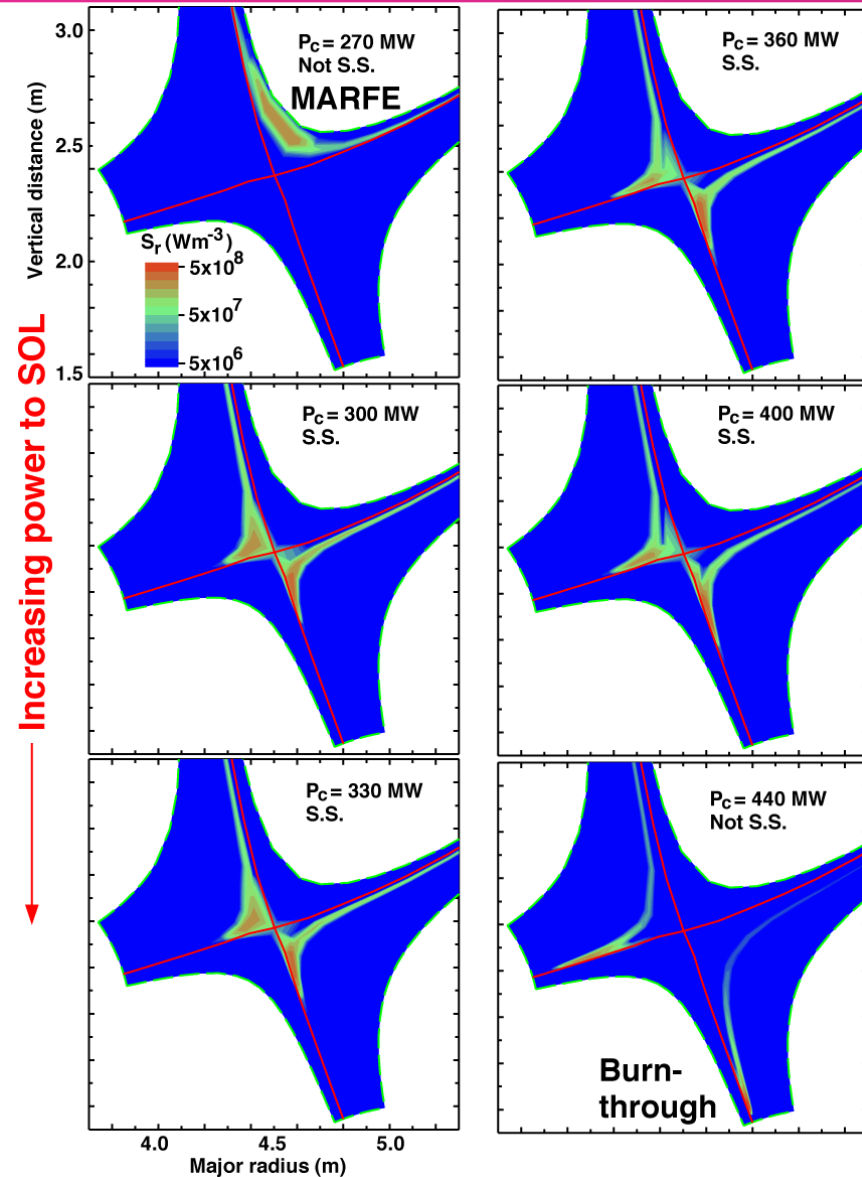 3.0
2.5
2.0
1.5
Vertical distance (m)
P_c = 270 MW
Not S.S.
MARFE
S_r (Wm^-3)
5x10^8
5x10^7
5x10^6
P_c = 360 MW
S.S.
Increasing power to SOL
P_c = 300 MW
S.S.
P_c = 400 MW
S.S.
P_c = 330 MW
S.S.
P_c = 440 MW
Not S.S.
Burn-
through
4.0 4.5 5.0
Major radius (m)